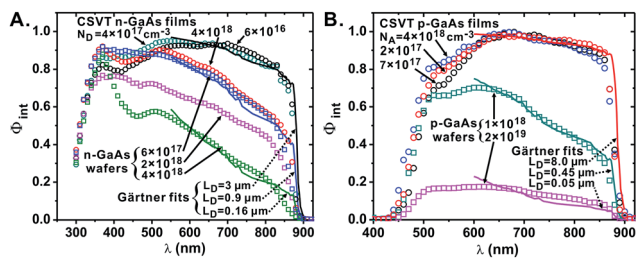 A.
CSVT n-GaAs films
N_D=4×10^17 cm^-3
4×10^18
6×10^16
n-GaAs
wafers
6×10^17
2×10^18
4×10^18
Gärtner fits
L_D=3 μm
L_D=0.9 μm
L_D=0.16 μm
1.0
0.8
0.6
0.4
0.2
0.0
Φ_int
300 400 500 600 700 800 900
λ (nm)
B.
CSVT p-GaAs films
N_A=4×10^18 cm^-3
2×10^17
7×10^17
p-GaAs
wafers
1×10^18
2×10^19
Gärtner fits
L_D=8.0 μm
L_D=0.45 μm
L_D=0.05 μm
1.0
0.8
0.6
0.4
0.2
0.0
Φ_int
400 500 600 700 800 900
λ (nm)